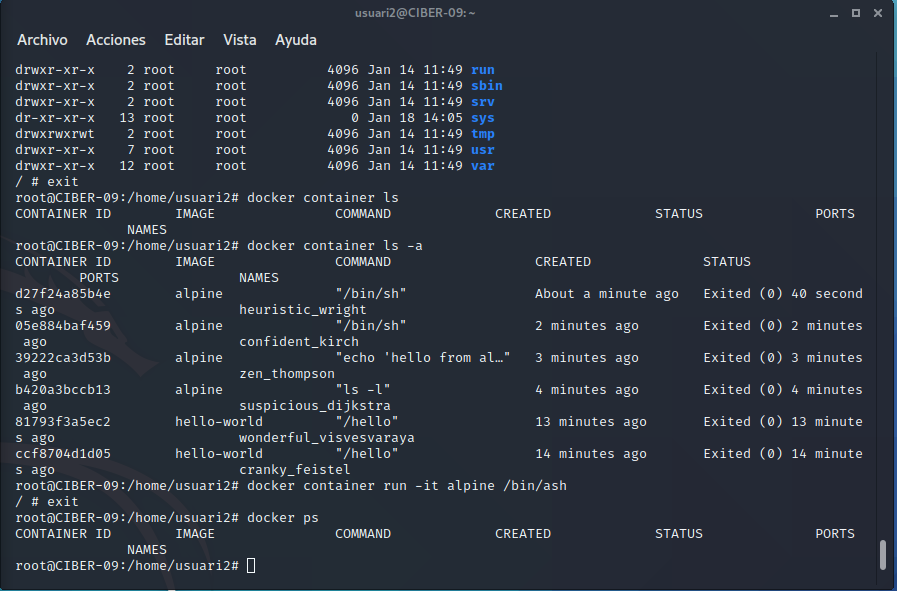 usuari2@CIBER-09:~
Archivo Acciones Editar Vista Ayuda
drwxr-xr-x    2 root     root          4096 Jan 14 11:49 run
drwxr-xr-x    2 root     root          4096 Jan 14 11:49 sbin
drwxr-xr-x    2 root     root          4096 Jan 14 11:49 srv
dr-xr-xr-x   13 root     root             0 Jan 18 14:05 sys
drwxrwxrwt    2 root     root          4096 Jan 14 11:49 tmp
drwxr-xr-x    7 root     root          4096 Jan 14 11:49 usr
drwxr-xr-x   12 root     root          4096 Jan 14 11:49 var
/ # exit
root@CIBER-09:/home/usuari2# docker container ls
CONTAINER ID        IMAGE               COMMAND             CREATED             STATUS              PORTS
              NAMES
root@CIBER-09:/home/usuari2# docker container ls -a
CONTAINER ID        IMAGE               COMMAND                  CREATED              STATUS
        PORTS               NAMES
d27f24a85b4e        alpine              "/bin/sh"                About a minute ago   Exited (0) 40 second
s ago                       heuristic_wright
05e884baf459        alpine              "/bin/sh"                2 minutes ago        Exited (0) 2 minutes
 ago                        confident_kirch
39222ca3d53b        alpine              "echo 'hello from al…"   3 minutes ago        Exited (0) 3 minutes
 ago                        zen_thompson
b420a3bccb13        alpine              "ls -l"                  4 minutes ago        Exited (0) 4 minutes
 ago                        suspicious_dijkstra
81793f3a5ec2        hello-world         "/hello"                 13 minutes ago       Exited (0) 13 minute
s ago                       wonderful_visvesvaraya
ccf8704d1d05        hello-world         "/hello"                 14 minutes ago       Exited (0) 14 minute
s ago                       cranky_feistel
root@CIBER-09:/home/usuari2# docker container run -it alpine /bin/ash
/ # exit
root@CIBER-09:/home/usuari2# docker ps
CONTAINER ID        IMAGE               COMMAND             CREATED             STATUS              PORTS
              NAMES
root@CIBER-09:/home/usuari2#